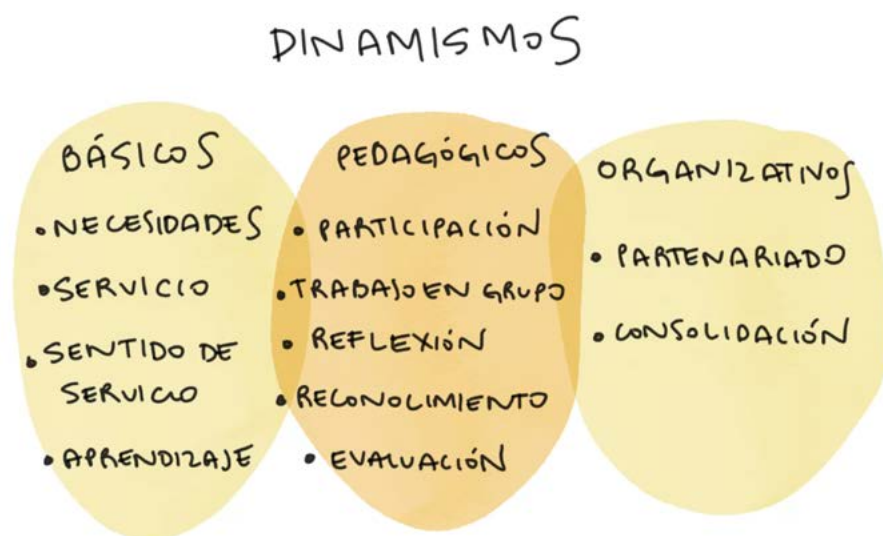 DINAMISMOS
BÁSICOS
• NECESIDADES
• SERVICIO
• SENTIDO DE
SERVICIO
• APRENDIZAJE
PEDAGÓGICOS
• PARTICIPACIÓN
• TRABAJO EN GRUPO
• REFLEXIÓN
• RECONOCIMIENTO
• EVALUACIÓN
ORGANIZATIVOS
• PARTENARIADO
• CONSOLIDACIÓN